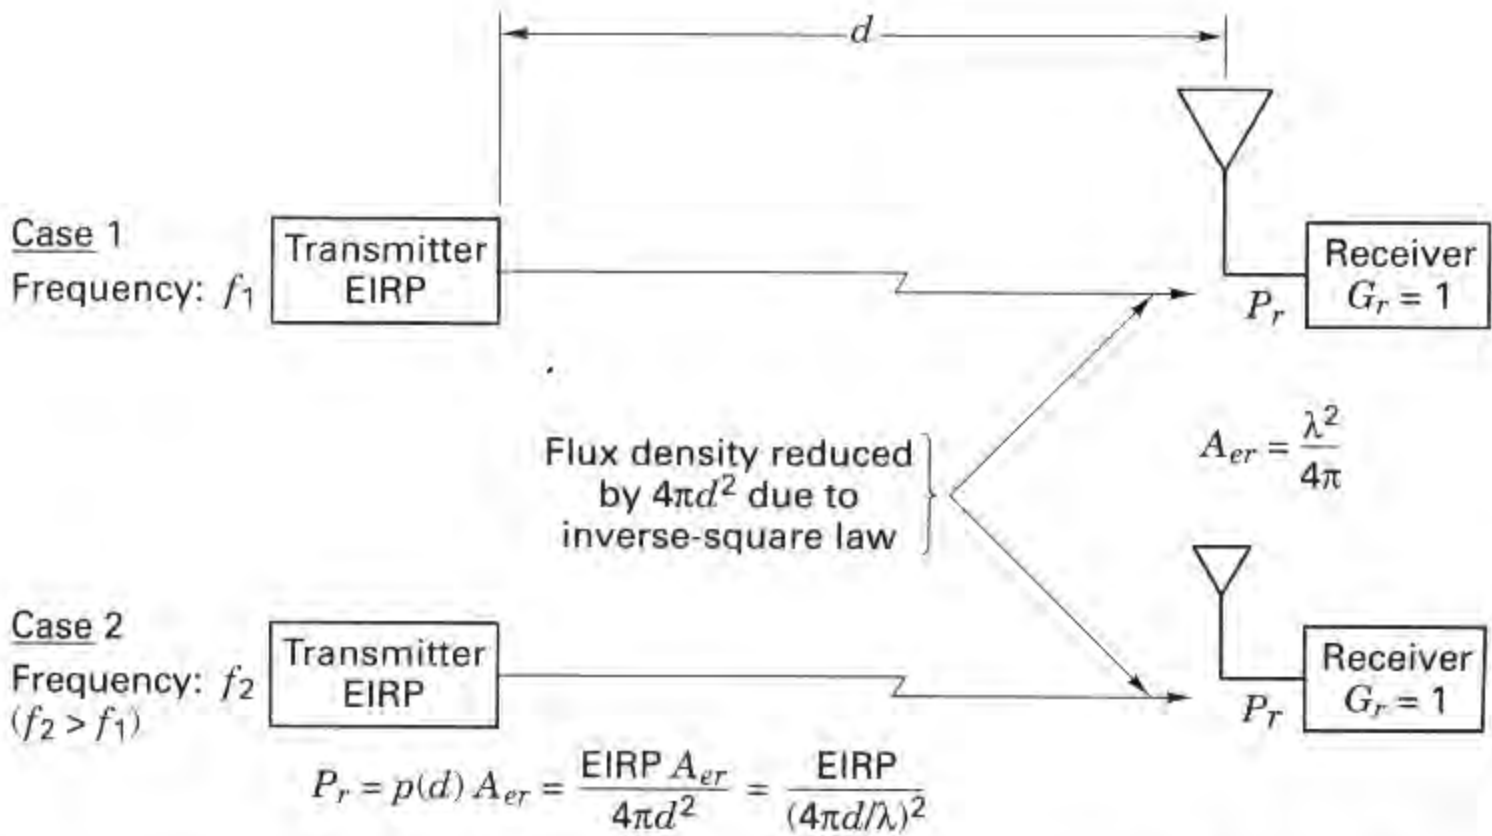 d
Case 1
Frequency: f₁
Transmitter
EIRP
Pᵣ
Receiver
Gᵣ = 1
Flux density reduced
by 4πd² due to
inverse-square law
Aₑᵣ = λ²/4π
Case 2
Frequency: f₂
(f₂ > f₁)
Transmitter
EIRP
Pᵣ
Receiver
Gᵣ = 1
Pᵣ = p(d) Aₑᵣ = EIRP Aₑᵣ/4πd² = EIRP/(4πd/λ)²